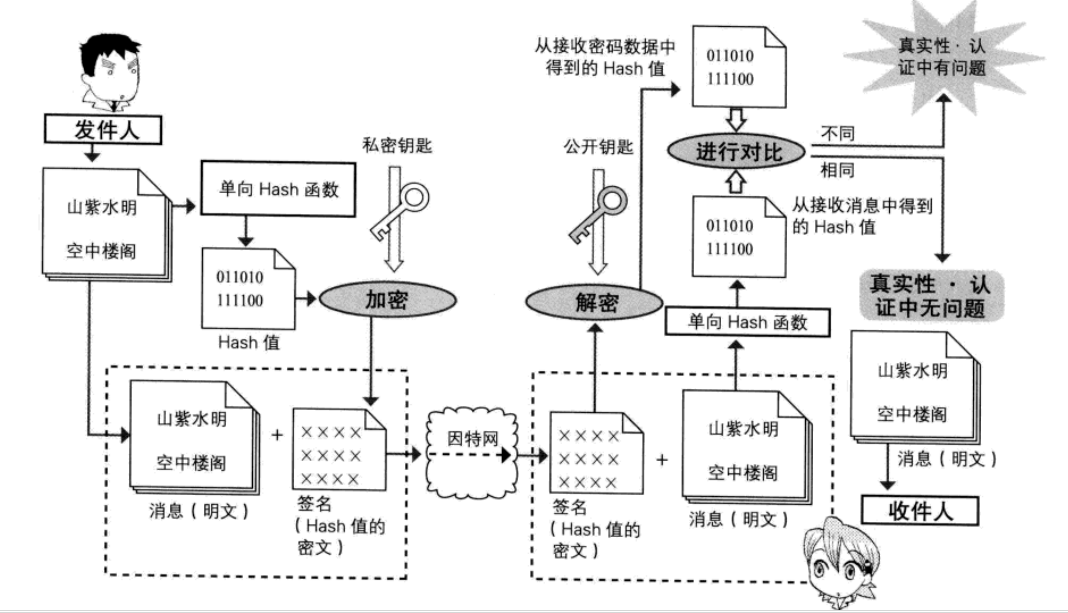 发件人
山紫水明
空中楼阁
单向 Hash 函数
011010
111100
Hash 值
私密钥匙
加密
山紫水明
空中楼阁
消息（明文）
+
××××
××××
××××
签名
（Hash 值的
密文）
因特网
公开钥匙
解密
××××
××××
××××
签名
（Hash 值的
密文）
+
山紫水明
空中楼阁
消息（明文）
单向 Hash 函数
011010
111100
从接收消息中得到
的 Hash 值
从接收密码数据中
得到的 Hash 值
011010
111100
进行对比
不同
相同
真实性·认
证中有问题
真实性·认
证中无问题
山紫水明
空中楼阁
消息（明文）
收件人